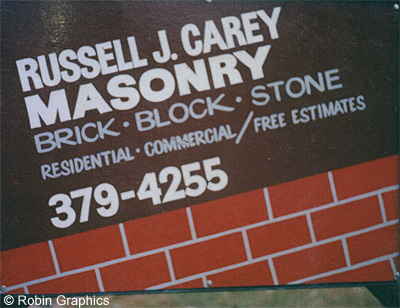 RUSSELL J. CAREY
MASONRY
BRICK · BLOCK · STONE
RESIDENTIAL · COMMERCIAL / FREE ESTIMATES
379-4255
© Robin Graphics